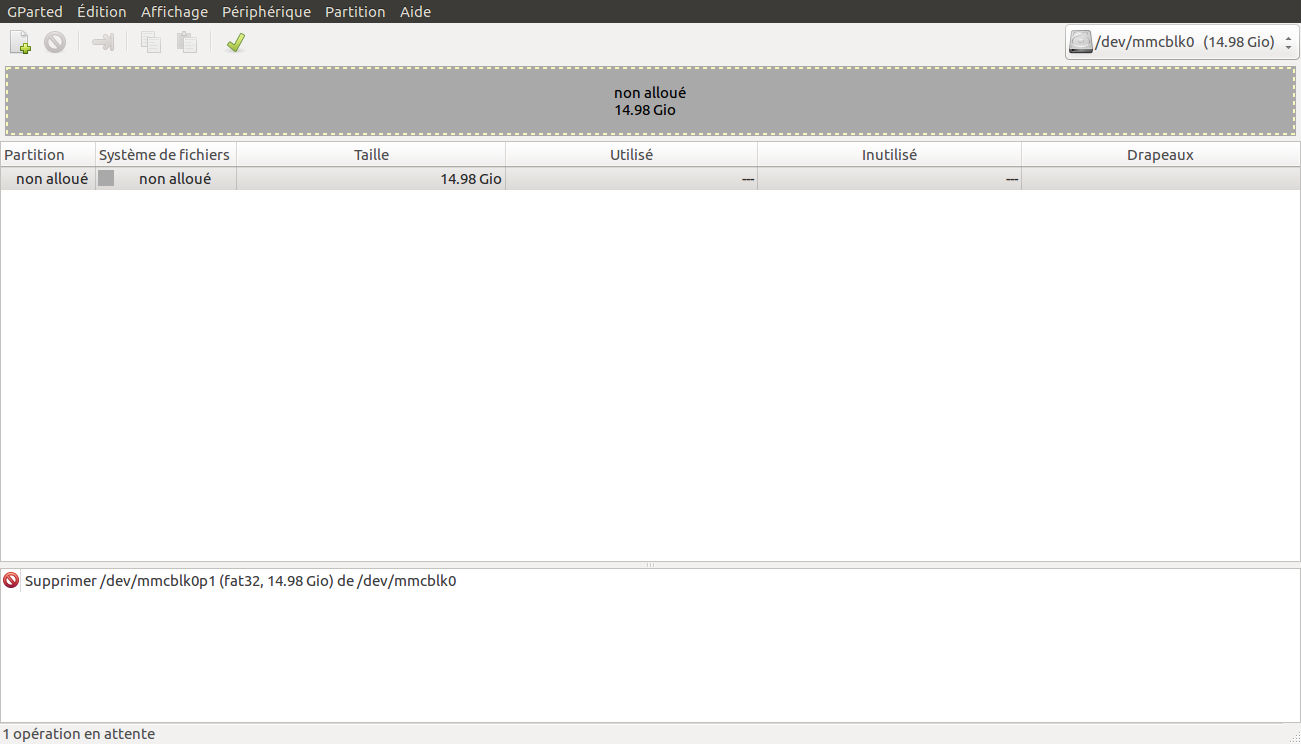 GParted Édition Affichage Périphérique Partition Aide
/dev/mmcblk0 (14.98 Gio)
non alloué
14.98 Gio
Partition Système de fichiers Taille Utilisé Inutilisé Drapeaux
non alloué non alloué 14.98 Gio --- ---
Supprimer /dev/mmcblk0p1 (fat32, 14.98 Gio) de /dev/mmcblk0
1 opération en attente